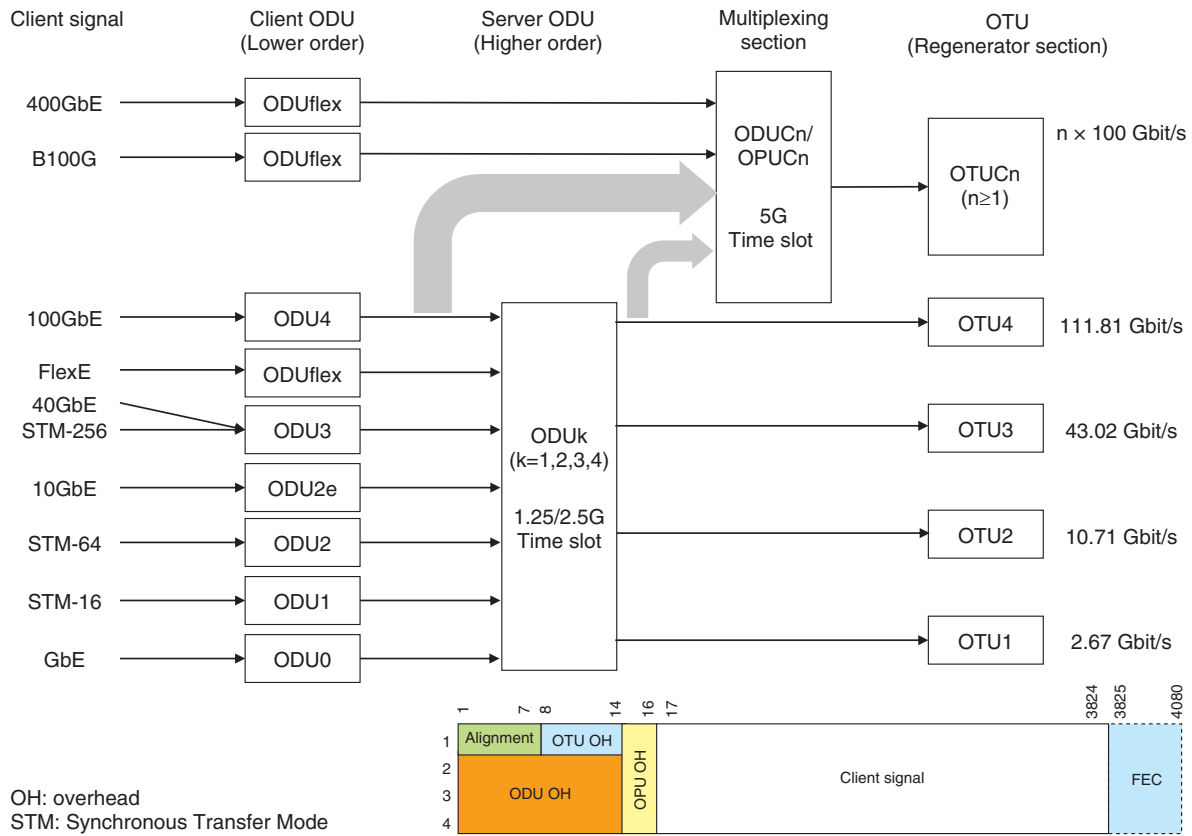 Client signal
Client ODU
(Lower order)
Server ODU
(Higher order)
Multiplexing
section
OTU
(Regenerator section)
400GbE
ODUflex
B100G
ODUflex
ODUCn/
OPUCn
5G
Time slot
OTUCn
(n≥1)
n × 100 Gbit/s
100GbE
ODU4
OTU4
111.81 Gbit/s
FlexE
ODUflex
40GbE
STM-256
ODU3
ODUk
(k=1,2,3,4)
1.25/2.5G
Time slot
OTU3
43.02 Gbit/s
10GbE
ODU2e
STM-64
ODU2
OTU2
10.71 Gbit/s
STM-16
ODU1
GbE
ODU0
OTU1
2.67 Gbit/s
1
7
8
14
16
17
3824
3825
4080
1
2
3
4
Alignment
OTU OH
ODU OH
OPU OH
Client signal
FEC
OH: overhead
STM: Synchronous Transfer Mode